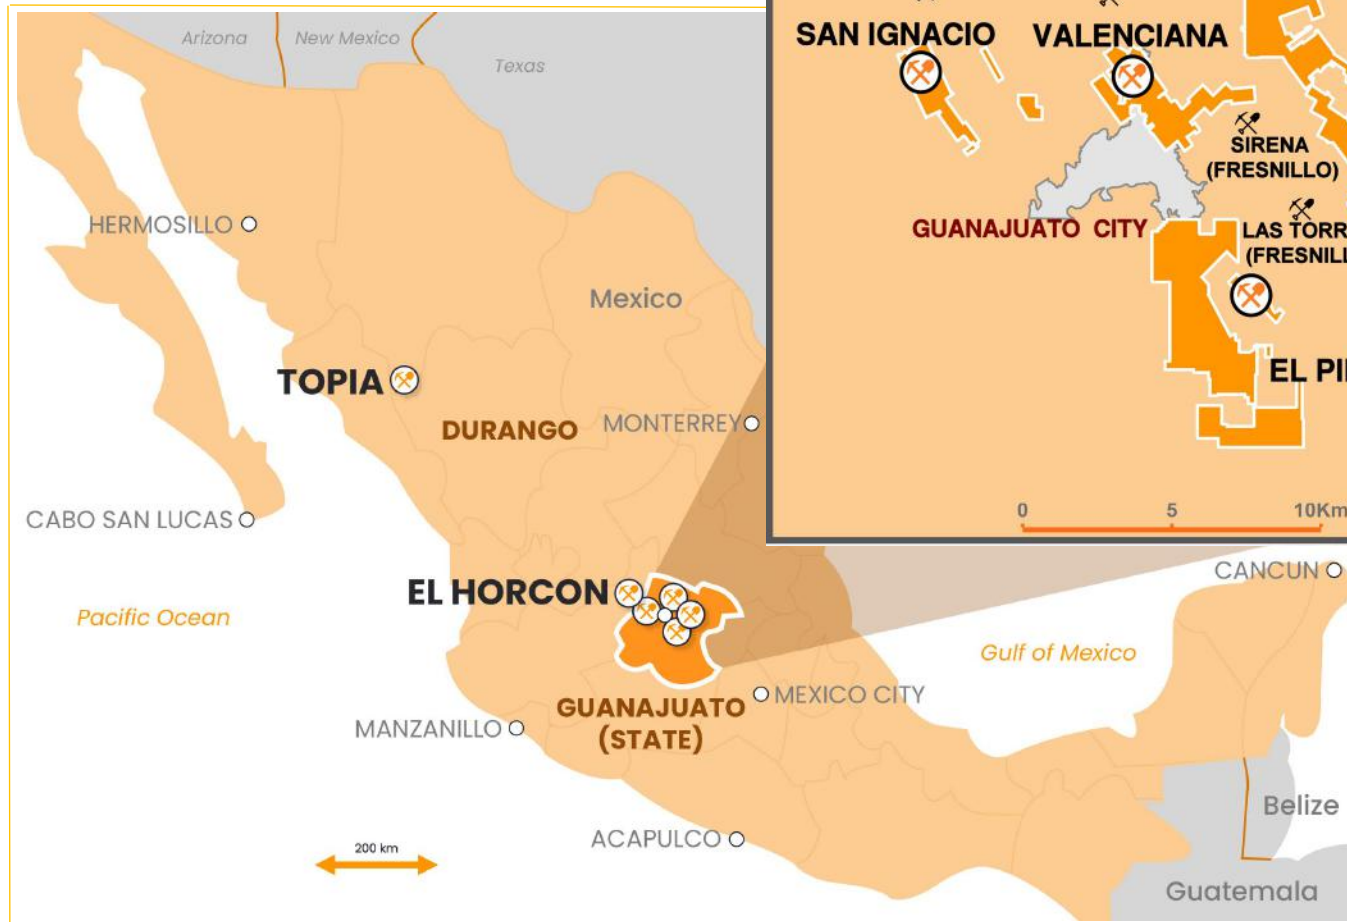 Arizona
New Mexico
Texas
SAN IGNACIO
VALENCIANA
SIRENA
(FRESNILLO)
GUANAJUATO CITY
LAS TORR
(FRESNILL
EL PI
0
5
10Km
HERMOSILLO
Mexico
TOPIA
DURANGO
MONTERREY
CABO SAN LUCAS
EL HORCON
CANCUN
Pacific Ocean
Gulf of Mexico
GUANAJUATO
(STATE)
MEXICO CITY
MANZANILLO
ACAPULCO
200 km
Belize
Guatemala